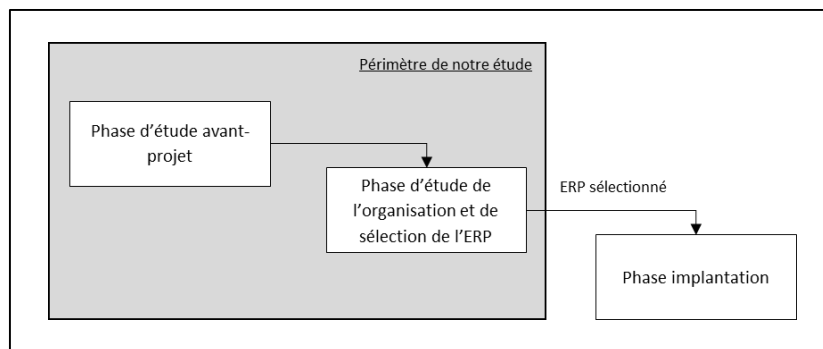 Périmètre de notre étude
Phase d’étude avant-
projet
Phase d’étude de
l’organisation et de
sélection de l’ERP
ERP sélectionné
Phase implantation